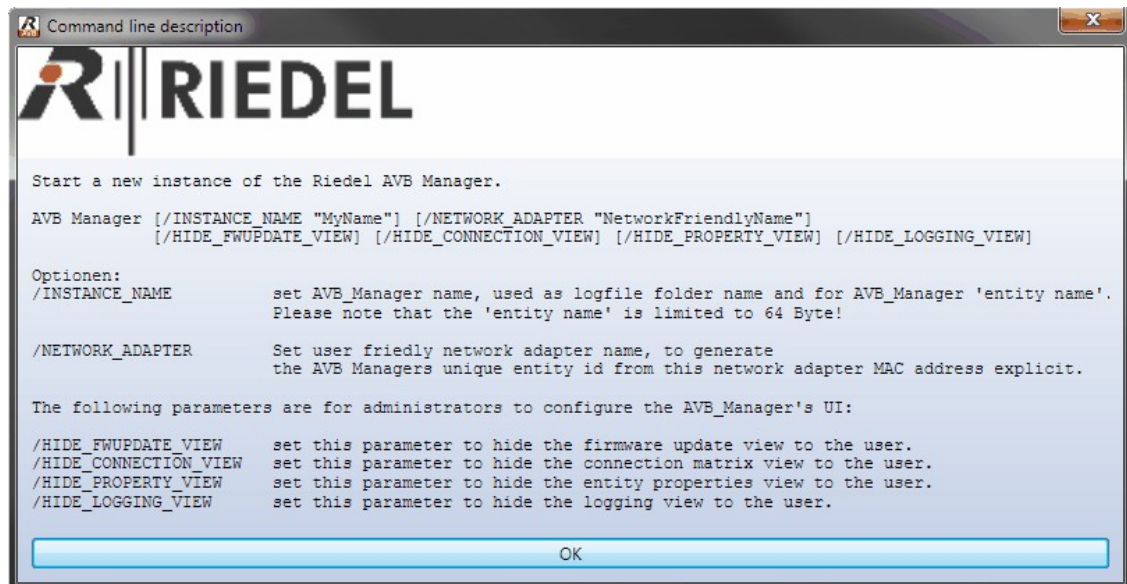 Command line description
RIEDEL
Start a new instance of the Riedel AVB Manager.
AVB Manager [/INSTANCE_NAME "MyName"] [/NETWORK_ADAPTER "NetworkFriendlyName"]
[/HIDE_FWUPDATE_VIEW] [/HIDE_CONNECTION_VIEW] [/HIDE_PROPERTY_VIEW] [/HIDE_LOGGING_VIEW]
Optionen:
/INSTANCE_NAME set AVB_Manager name, used as logfile folder name and for AVB_Manager 'entity name'.
Please note that the 'entity name' is limited to 64 Byte!
/NETWORK_ADAPTER Set user friedly network adapter name, to generate
the AVB Managers unique entity id from this network adapter MAC address explicit.
The following parameters are for administrators to configure the AVB_Manager's UI:
/HIDE_FWUPDATE_VIEW set this parameter to hide the firmware update view to the user.
/HIDE_CONNECTION_VIEW set this parameter to hide the connection matrix view to the user.
/HIDE_PROPERTY_VIEW set this parameter to hide the entity properties view to the user.
/HIDE_LOGGING_VIEW set this parameter to hide the logging view to the user.
OK